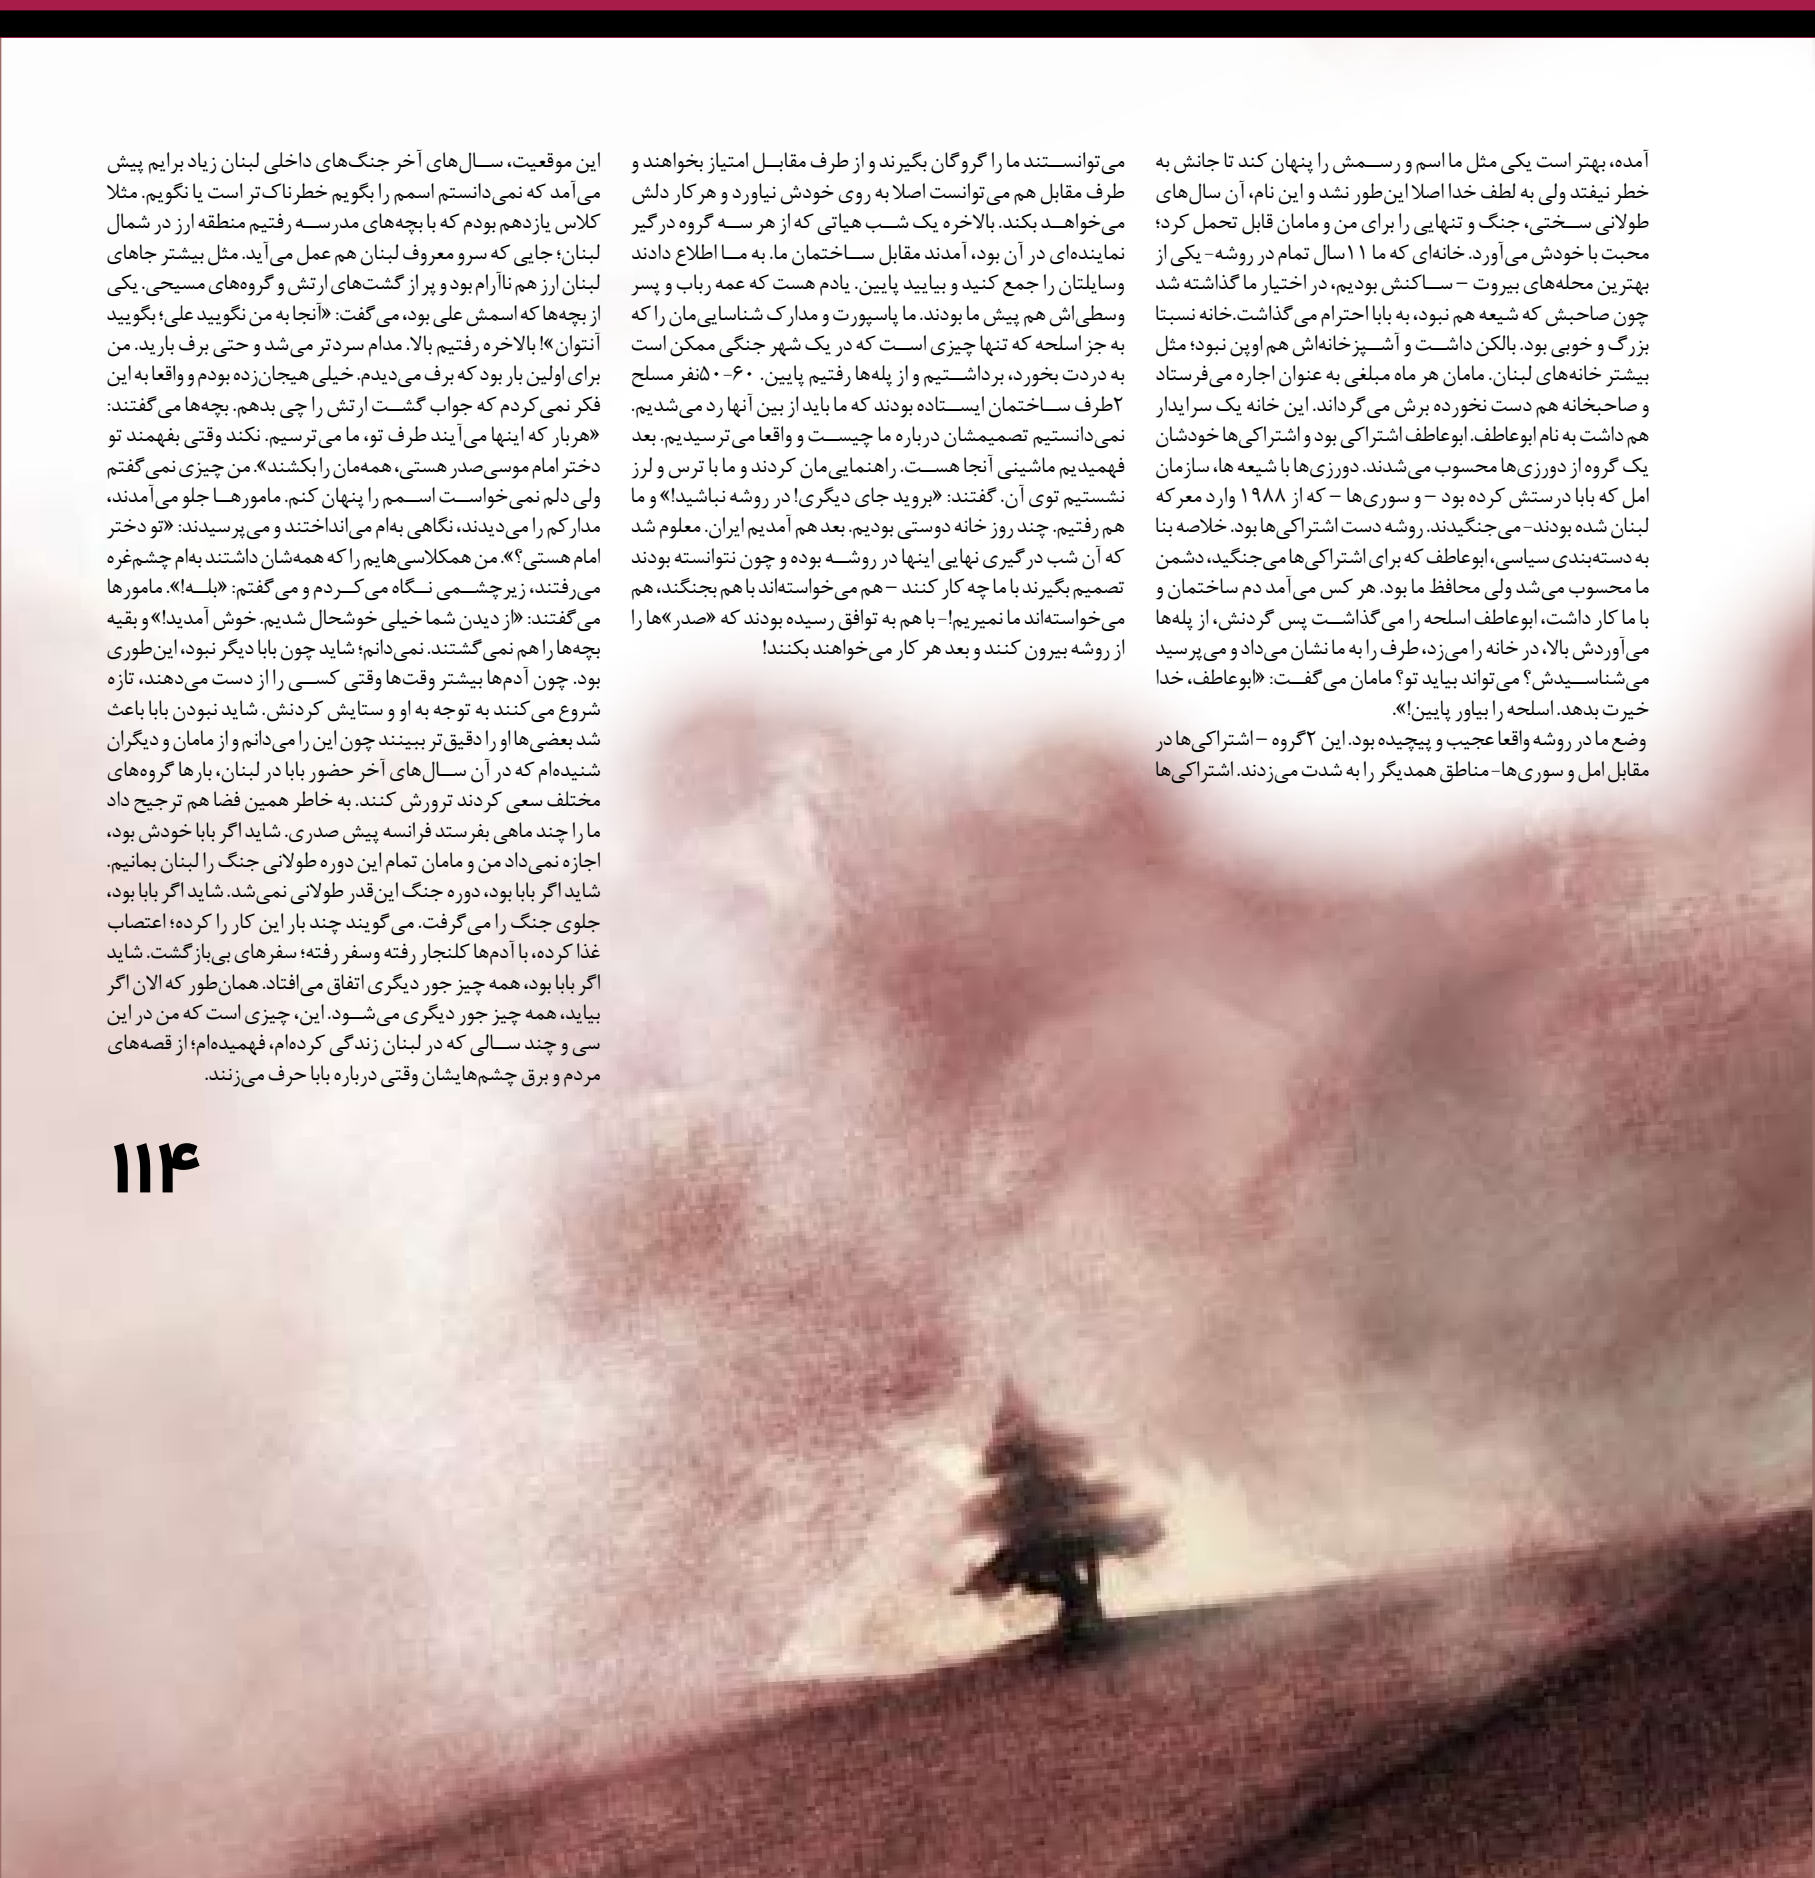 آمده، بهتر است یکی مثل ما اسم و رسمش را پنهان کند تا جانش به
خطر نیفتد ولی به لطف خدا اصلا این‌طور نشد و این نام، آن سال‌های
طولانی سختی، جنگ و تنهایی را برای من و مامان قابل تحمل کرد؛
محبت با خودش می‌آورد. خانه‌ای که ما ۱۱سال تمام در روشه- یکی از
بهترین محله‌های بیروت – ساکنش بودیم، در اختیار ما گذاشته شد
چون صاحبش که شیعه هم نبود، به بابا احترام می‌گذاشت.خانه نسبتا
بزرگ و خوبی بود. بالکن داشت و آشپزخانه‌اش هم اوپن نبود؛ مثل
بیشتر خانه‌های لبنان. مامان هر ماه مبلغی به عنوان اجاره می‌فرستاد
و صاحبخانه هم دست نخورده برش می‌گرداند. این خانه یک سرایدار
هم داشت به نام ابوعاطف. ابوعاطف اشتراکی بود و اشتراکی‌ها خودشان
یک گروه از دورزی‌ها محسوب می‌شدند. دورزی‌ها با شیعه ها، سازمان
امل که بابا درستش کرده بود – و سوری‌ها – که از ۱۹۸۸ وارد معرکه
لبنان شده بودند- می‌جنگیدند. روشه دست اشتراکی‌ها بود. خلاصه بنا
به دسته‌بندی سیاسی، ابوعاطف که برای اشتراکی‌ها می‌جنگید، دشمن
ما محسوب می‌شد ولی محافظ ما بود. هر کس می‌آمد دم ساختمان و
با ما کار داشت، ابوعاطف اسلحه را می‌گذاشت پس گردنش، از پله‌ها
می‌آوردش بالا، در خانه را می‌زد، طرف را به ما نشان می‌داد و می‌پرسید
می‌شناسیدش؟ می‌تواند بیاید تو؟ مامان می‌گفت: «ابوعاطف، خدا
خیرت بدهد. اسلحه را بیاور پایین!».
وضع ما در روشه واقعا عجیب و پیچیده بود. این ۲گروه – اشتراکی‌ها در
مقابل امل و سوری‌ها- مناطق همدیگر را به شدت می‌زدند. اشتراکی‌ها
می‌توانستند ما را گروگان بگیرند و از طرف مقابل امتیاز بخواهند و
طرف مقابل هم می‌توانست اصلا به روی خودش نیاورد و هر کار دلش
می‌خواهد بکند. بالاخره یک شب هیاتی که از هر سه گروه درگیر
نماینده‌ای در آن بود، آمدند مقابل ساختمان ما. به ما اطلاع دادند
وسایلتان را جمع کنید و بیایید پایین. یادم هست که عمه رباب و پسر
وسطی‌اش هم پیش ما بودند. ما پاسپورت و مدارک شناسایی‌مان را که
به جز اسلحه که تنها چیزی است که در یک شهر جنگی ممکن است
به دردت بخورد، برداشتیم و از پله‌ها رفتیم پایین. ۶۰-۵۰نفر مسلح
۲طرف ساختمان ایستاده بودند که ما باید از بین آنها رد می‌شدیم.
نمی‌دانستیم تصمیمشان درباره ما چیست و واقعا می‌ترسیدیم. بعد
فهمیدیم ماشینی آنجا هست. راهنمایی‌مان کردند و ما با ترس و لرز
نشستیم توی آن. گفتند: «بروید جای دیگری! در روشه نباشید!» و ما
هم رفتیم. چند روز خانه دوستی بودیم. بعد هم آمدیم ایران. معلوم شد
که آن شب درگیری نهایی اینها در روشه بوده و چون نتوانسته بودند
تصمیم بگیرند با ما چه کار کنند – هم می‌خواسته‌اند با هم بجنگند، هم
می‌خواسته‌اند ما نمیریم!- با هم به توافق رسیده بودند که «صدر»ها را
از روشه بیرون کنند و بعد هر کار می‌خواهند بکنند!
این موقعیت، سال‌های آخر جنگ‌های داخلی لبنان زیاد برایم پیش
می‌آمد که نمی‌دانستم اسمم را بگویم خطرناک‌تر است یا نگویم. مثلا
کلاس یازدهم بودم که با بچه‌های مدرسه رفتیم منطقه ارز در شمال
لبنان؛ جایی که سرو معروف لبنان هم عمل می‌آید. مثل بیشتر جاهای
لبنان ارز هم ناآرام بود و پر از گشت‌های ارتش و گروه‌های مسیحی. یکی
از بچه‌ها که اسمش علی بود، می‌گفت: «آنجا به من نگویید علی؛ بگویید
آنتوان»! بالاخره رفتیم بالا. مدام سردتر می‌شد و حتی برف بارید. من
برای اولین بار بود که برف می‌دیدم. خیلی هیجان‌زده بودم و واقعا به این
فکر نمی‌کردم که جواب گشت ارتش را چی بدهم. بچه‌ها می‌گفتند:
«هربار که اینها می‌آیند طرف تو، ما می‌ترسیم. نکند وقتی بفهمند تو
دختر امام موسی‌صدر هستی، همه‌مان را بکشند». من چیزی نمی‌گفتم
ولی دلم نمی‌خواست اسمم را پنهان کنم. مامورها جلو می‌آمدند،
مدارکم را می‌دیدند، نگاهی به‌ام می‌انداختند و می‌پرسیدند: «تو دختر
امام هستی؟». من همکلاسی‌هایم را که همه‌شان داشتند به‌ام چشم‌غره
می‌رفتند، زیرچشمی نگاه می‌کردم و می‌گفتم: «بله!». مامورها
می‌گفتند: «از دیدن شما خیلی خوشحال شدیم. خوش آمدید!» و بقیه
بچه‌ها را هم نمی‌گشتند. نمی‌دانم؛ شاید چون بابا دیگر نبود، این‌طوری
بود. چون آدم‌ها بیشتر وقت‌ها وقتی کسی را از دست می‌دهند، تازه
شروع می‌کنند به توجه به او و ستایش کردنش. شاید نبودن بابا باعث
شد بعضی‌ها او را دقیق‌تر ببینند چون این را می‌دانم و از مامان و دیگران
شنیده‌ام که در آن سال‌های آخر حضور بابا در لبنان، بارها گروه‌های
مختلف سعی کردند ترورش کنند. به خاطر همین فضا هم ترجیح داد
ما را چند ماهی بفرستد فرانسه پیش صدری. شاید اگر بابا خودش بود،
اجازه نمی‌داد من و مامان تمام این دوره طولانی جنگ را لبنان بمانیم.
شاید اگر بابا بود، دوره جنگ این‌قدر طولانی نمی‌شد. شاید اگر بابا بود،
جلوی جنگ را می‌گرفت. می‌گویند چند بار این کار را کرده؛ اعتصاب
غذا کرده، با آدم‌ها کلنجار رفته وسفر رفته؛ سفرهای بی‌بازگشت. شاید
اگر بابا بود، همه چیز جور دیگری اتفاق می‌افتاد. همان‌طور که الان اگر
بیاید، همه چیز جور دیگری می‌شود. این، چیزی است که من در این
سی و چند سالی که در لبنان زندگی کرده‌ام، فهمیده‌ام؛ از قصه‌های
مردم و برق چشم‌هایشان وقتی درباره بابا حرف می‌زنند.
۱۱۴